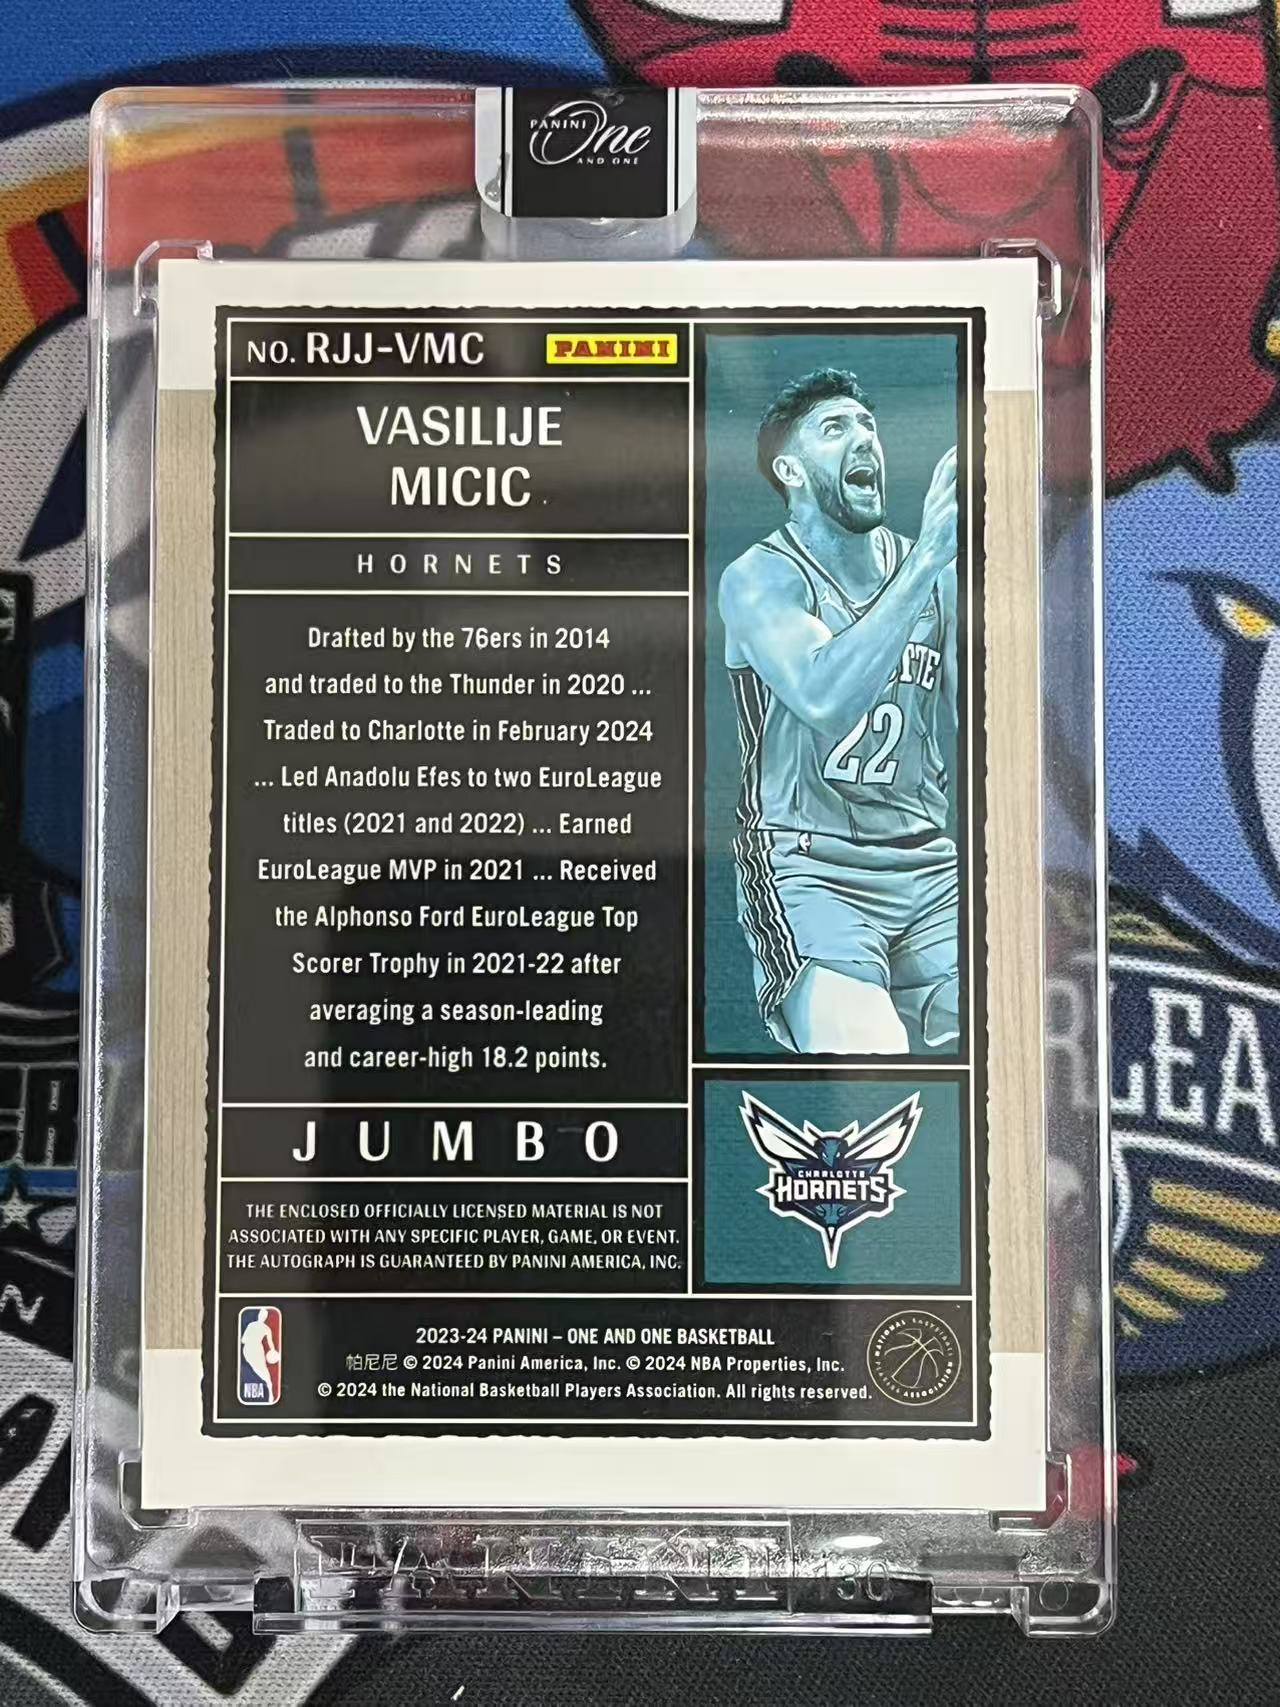 PANINI One
AND ONE
NO. RJJ-VMC PANINI
VASILIJE
MICIC
HORNETS
Drafted by the 76ers in 2014
and traded to the Thunder in 2020 ...
Traded to Charlotte in February 2024
... Led Anadolu Efes to two EuroLeague
titles (2021 and 2022) ... Earned
EuroLeague MVP in 2021 ... Received
the Alphonso Ford EuroLeague Top
Scorer Trophy in 2021-22 after
averaging a season-leading
and career-high 18.2 points.
22
JUMBO
CHARLOTTE
HORNETS
THE ENCLOSED OFFICIALLY LICENSED MATERIAL IS NOT
ASSOCIATED WITH ANY SPECIFIC PLAYER, GAME, OR EVENT.
THE AUTOGRAPH IS GUARANTEED BY PANINI AMERICA, INC.
NBA
2023-24 PANINI – ONE AND ONE BASKETBALL
帕尼尼 © 2024 Panini America, Inc. © 2024 NBA Properties, Inc.
© 2024 the National Basketball Players Association. All rights reserved.
NATIONAL BASKETBALL PLAYERS ASSOCIATION
PANINI 130